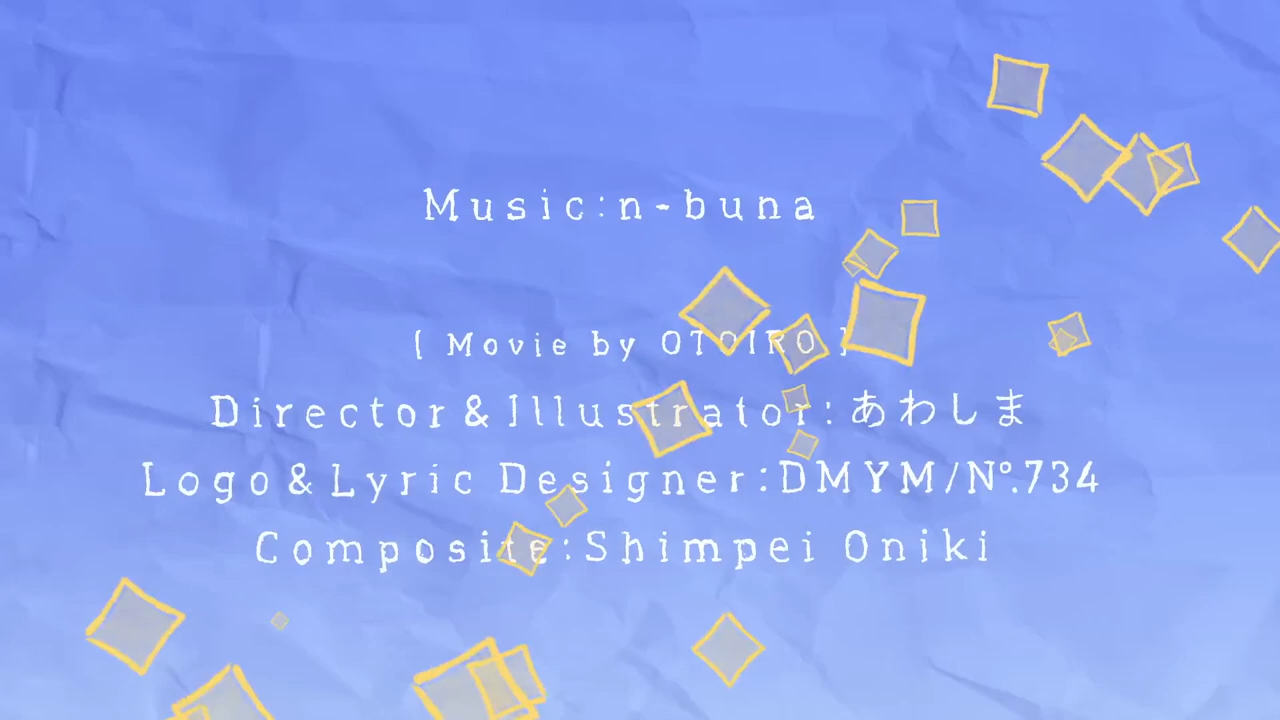 Music:n-buna
[ Movie by OTOIRO ]
Director&Illustrator:あわしま
Logo&Lyric Designer:DMYM/Nº.734
Composite:Shimpei Oniki